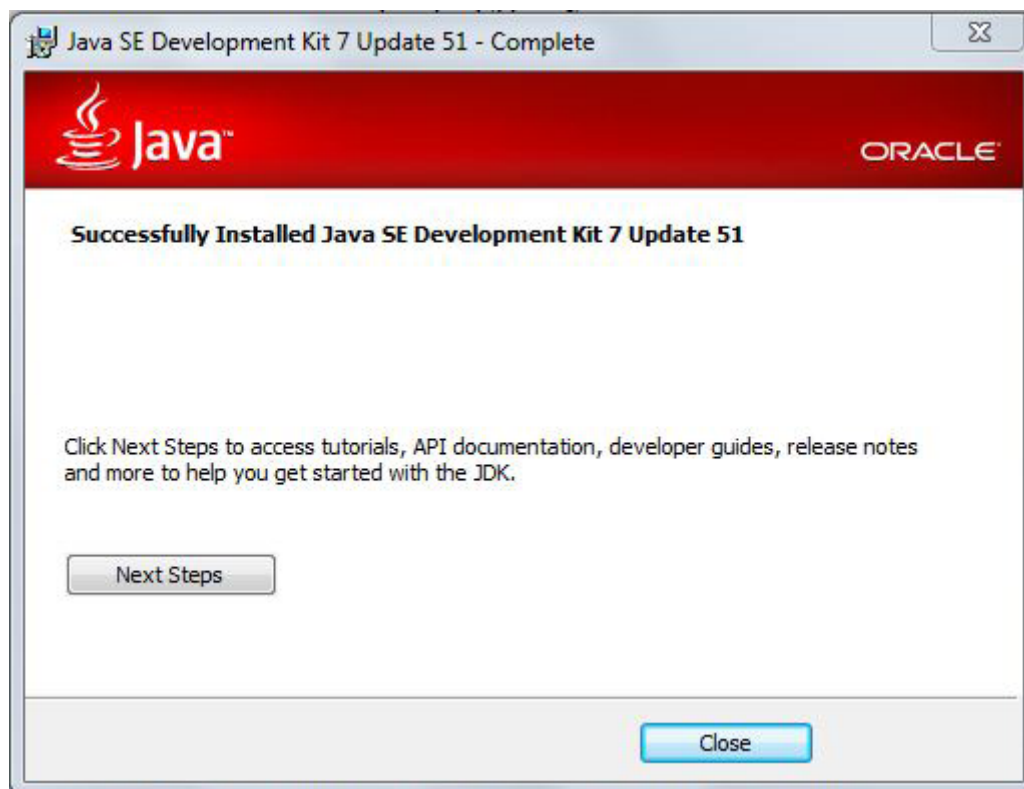 Java SE Development Kit 7 Update 51 - Complete
Java™
ORACLE
Successfully Installed Java SE Development Kit 7 Update 51
Click Next Steps to access tutorials, API documentation, developer guides, release notes
and more to help you get started with the JDK.
Next Steps
Close